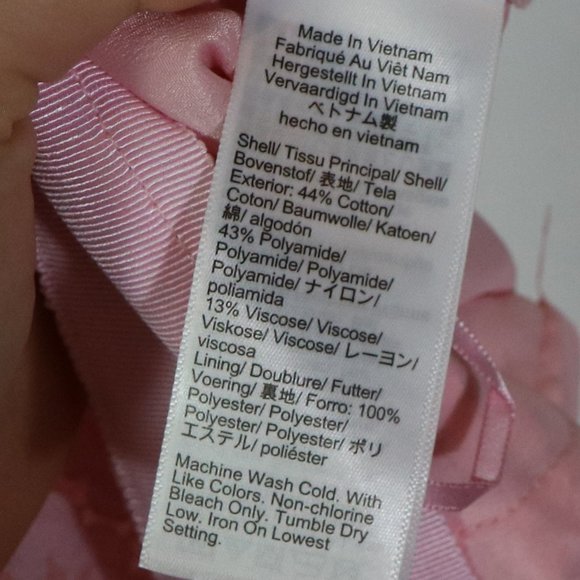 Made In Vietnam
Fabriqué Au Viêt Nam
Hergestellt In Vietnam
Vervaardigd In Vietnam
ベトナム製
hecho en vietnam
Shell/ Tissu Principal/ Shell/
Bovenstof/ 表地/ Tela
Exterior: 44% Cotton/
Coton/ Baumwolle/ Katoen/
綿/ algodón
43% Polyamide/
Polyamide/ Polyamide/
Polyamide/ ナイロン/
poliamida
13% Viscose/ Viscose/
Viskose/ Viscose/ レーヨン/
viscosa
Lining/ Doublure/ Futter/
Voering/ 裏地/ Forro: 100%
Polyester/ Polyester/
Polyester/ Polyester/ ポリ
エステル/ poliéster
Machine Wash Cold. With
Like Colors. Non-chlorine
Bleach Only. Tumble Dry
Low. Iron On Lowest
Setting.